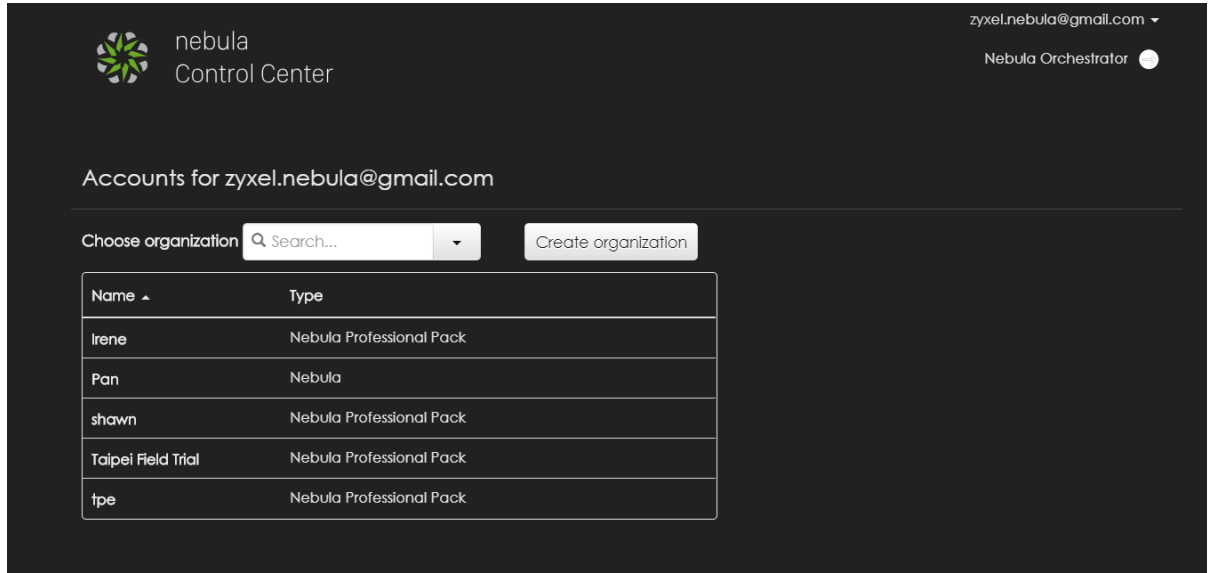 nebula
Control Center
zyxel.nebula@gmail.com
Nebula Orchestrator
Accounts for zyxel.nebula@gmail.com
Choose organization Search... Create organization
Name Type
Irene Nebula Professional Pack
Pan Nebula
shawn Nebula Professional Pack
Taipei Field Trial Nebula Professional Pack
tpe Nebula Professional Pack